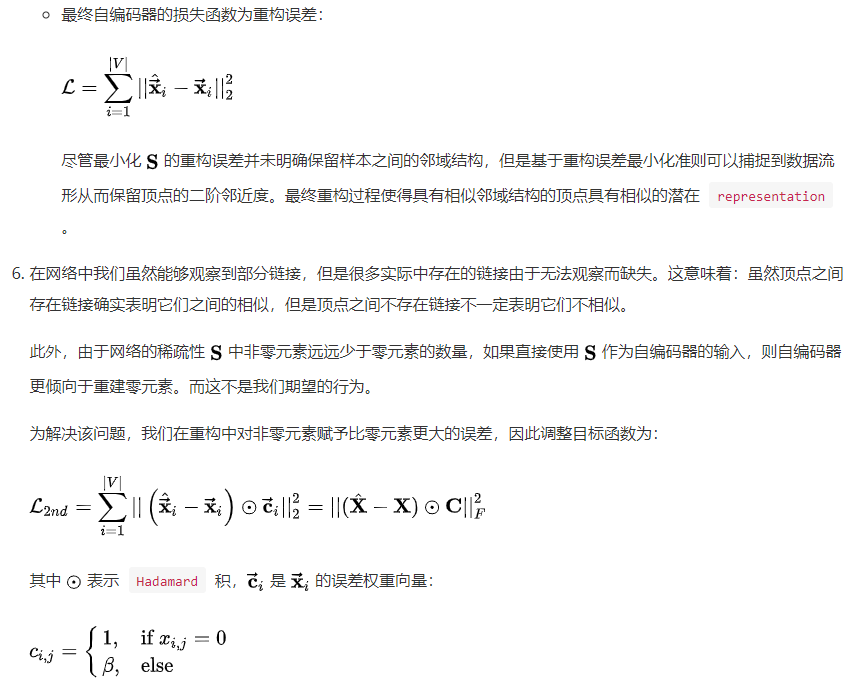 最终自编码器的损失函数为重构误差：
$\mathcal{L} = \sum_{i=1}^{|V|} ||\hat{\vec{\mathbf{x}}}_i - \vec{\mathbf{x}}_i||_2^2$
尽管最小化 $\mathbf{S}$ 的重构误差并未明确保留样本之间的邻域结构，但是基于重构误差最小化准则可以捕捉到数据流
形从而保留顶点的二阶邻近度。最终重构过程使得具有相似邻域结构的顶点具有相似的潜在 representation
。
6. 在网络中我们虽然能够观察到部分链接，但是很多实际中存在的链接由于无法观察而缺失。这意味着：虽然顶点之间
存在链接确实表明它们之间的相似，但是顶点之间不存在链接不一定表明它们不相似。
此外，由于网络的稀疏性 $\mathbf{S}$ 中非零元素远远少于零元素的数量，如果直接使用 $\mathbf{S}$ 作为自编码器的输入，则自编码器
更倾向于重建零元素。而这不是我们期望的行为。
为解决该问题，我们在重构中对非零元素赋予比零元素更大的误差，因此调整目标函数为：
$\mathcal{L}_{2nd} = \sum_{i=1}^{|V|} ||\left(\hat{\vec{\mathbf{x}}}_i - \vec{\mathbf{x}}_i\right) \odot \vec{\mathbf{c}}_i||_2^2 = ||(\hat{\mathbf{X}} - \mathbf{X}) \odot \mathbf{C}||_F^2$
其中 $\odot$ 表示 Hadamard 积，$\vec{\mathbf{c}}_i$ 是 $\vec{\mathbf{x}}_i$ 的误差权重向量：
$c_{i,j} = \begin{cases} 1, & \text{if } x_{i,j} = 0 \\ \beta, & \text{else} \end{cases}$